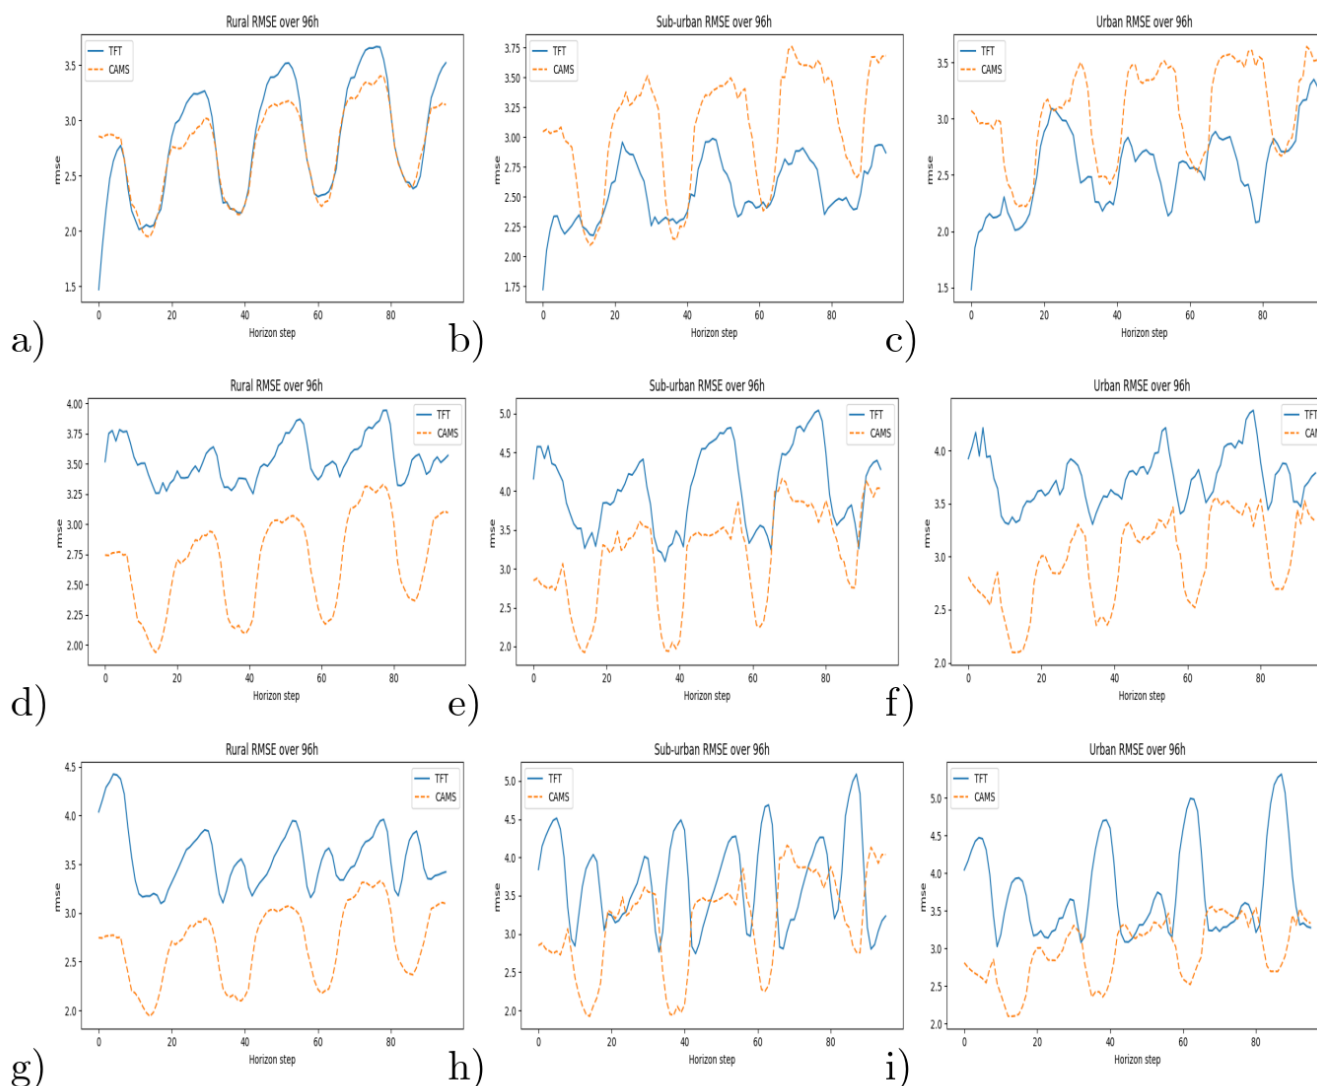 Rural RMSE over 96h
TFT
CAMS
3.5
3.0
2.5
2.0
1.5
rmse
0 20 40 60 80
Horizon step
a)
Sub-urban RMSE over 96h
TFT
CAMS
3.75
3.50
3.25
3.00
2.75
2.50
2.25
2.00
1.75
rmse
0 20 40 60 80
Horizon step
b)
Urban RMSE over 96h
TFT
CAMS
3.5
3.0
2.5
2.0
1.5
rmse
0 20 40 60 80
Horizon step
c)
Rural RMSE over 96h
TFT
CAMS
4.00
3.75
3.50
3.25
3.00
2.75
2.50
2.25
2.00
rmse
0 20 40 60 80
Horizon step
d)
Sub-urban RMSE over 96h
TFT
CAMS
5.0
4.5
4.0
3.5
3.0
2.5
2.0
rmse
0 20 40 60 80
Horizon step
e)
Urban RMSE over 96h
TFT
CAM
4.0
3.5
3.0
2.5
2.0
rmse
0 20 40 60 80
Horizon step
f)
Rural RMSE over 96h
TFT
CAMS
4.5
4.0
3.5
3.0
2.5
2.0
rmse
0 20 40 60 80
Horizon step
g)
Sub-urban RMSE over 96h
TFT
CAMS
5.0
4.5
4.0
3.5
3.0
2.5
2.0
rmse
0 20 40 60 80
Horizon step
h)
Urban RMSE over 96h
TFT
CAMS
5.0
4.5
4.0
3.5
3.0
2.5
2.0
rmse
0 20 40 60 80
Horizon step
i)